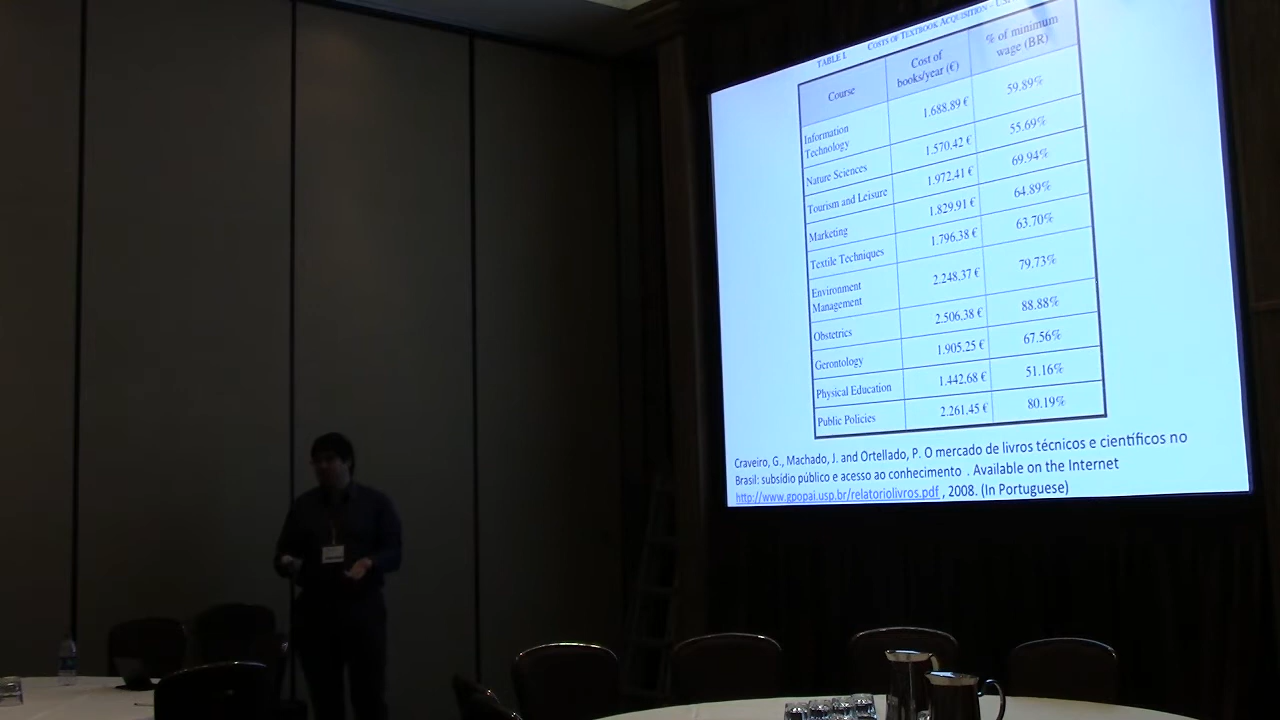 TABLE I. COSTS OF TEXTBOOK ACQUISITION – U.S.
Course
Cost of
books/year (€)
% of minimum
wage (BR)
Information
Technology
1.688.89 €
59.89%
Nature Sciences
1.570.42 €
55.69%
Tourism and Leisure
1.972.41 €
69.94%
Marketing
1.829.91 €
64.89%
Textile Techniques
1.796.38 €
63.70%
Environment
Management
2.248.37 €
79.73%
Obstetrics
2.506.38 €
88.88%
Gerontology
1.905.25 €
67.56%
Physical Education
1.442.68 €
51.16%
Public Policies
2.261,45 €
80.19%
Craveiro, G., Machado, J. and Ortellado, P. O mercado de livros técnicos e científicos no
Brasil: subsídio público e acesso ao conhecimento . Available on the Internet
http://www.gpopai.usp.br/relatoriolivros.pdf , 2008. (In Portuguese)